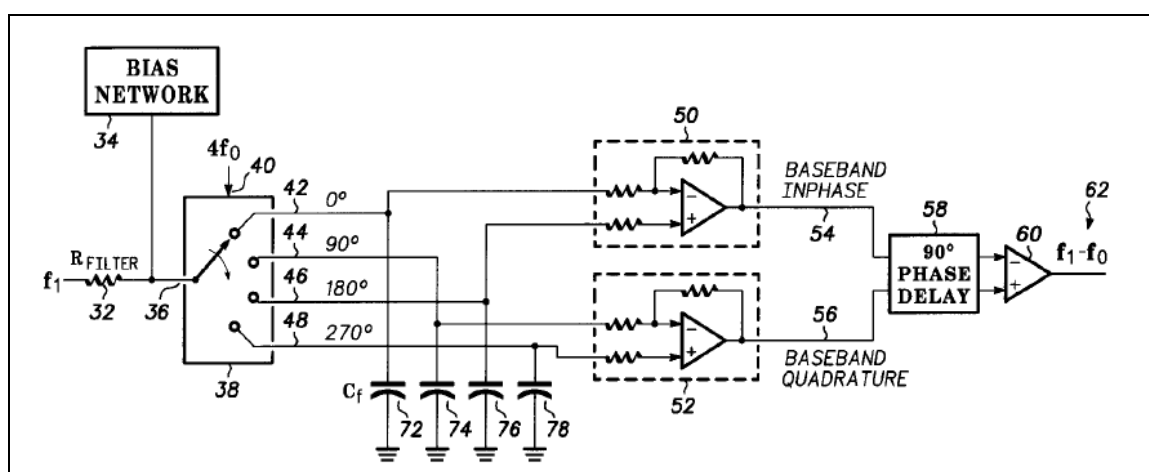 BIAS
NETWORK
34
4f0
40
42
0°
44
90°
46
180°
48
270°
RFILTER
f1
32
36
38
Cf
72
74
76
78
50
52
BASEBAND
INPHASE
54
56
BASEBAND
QUADRATURE
58
90°
PHASE
DELAY
60
62
f1-f0
- +
- +
- +